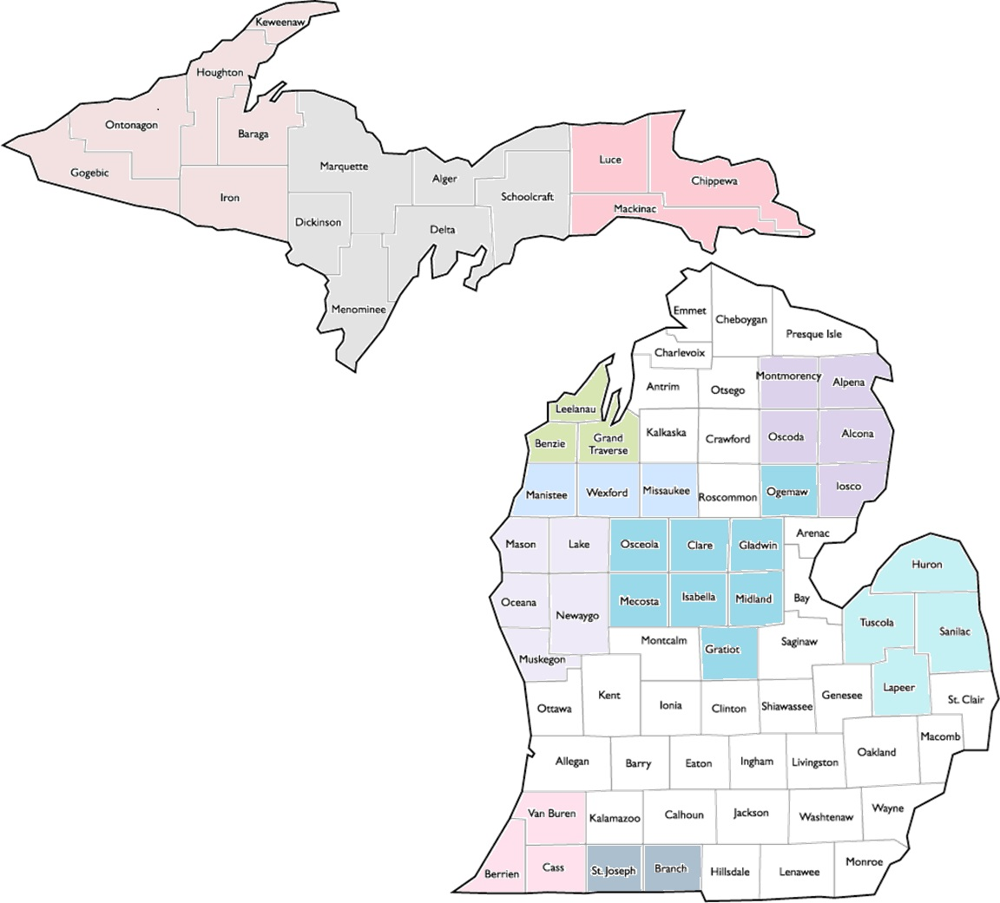 Keweenaw
Houghton
Ontonagon
Baraga
Gogebic
Iron
Marquette
Alger
Luce
Chippewa
Schoolcraft
Mackinac
Dickinson
Delta
Menominee
Emmet
Cheboygan
Presque Isle
Charlevoix
Antrim
Otsego
Montmorency
Alpena
Leelanau
Benzie
Grand
Traverse
Kalkaska
Crawford
Oscoda
Alcona
Manistee
Wexford
Missaukee
Roscommon
Ogemaw
Iosco
Mason
Lake
Osceola
Clare
Gladwin
Arenac
Huron
Oceana
Newaygo
Mecosta
Isabella
Midland
Bay
Tuscola
Sanilac
Muskegon
Montcalm
Gratiot
Saginaw
Ottawa
Kent
Ionia
Clinton
Shiawassee
Genesee
Lapeer
St. Clair
Allegan
Barry
Eaton
Ingham
Livingston
Oakland
Macomb
Van Buren
Kalamazoo
Calhoun
Jackson
Washtenaw
Wayne
Berrien
Cass
St. Joseph
Branch
Hillsdale
Lenawee
Monroe